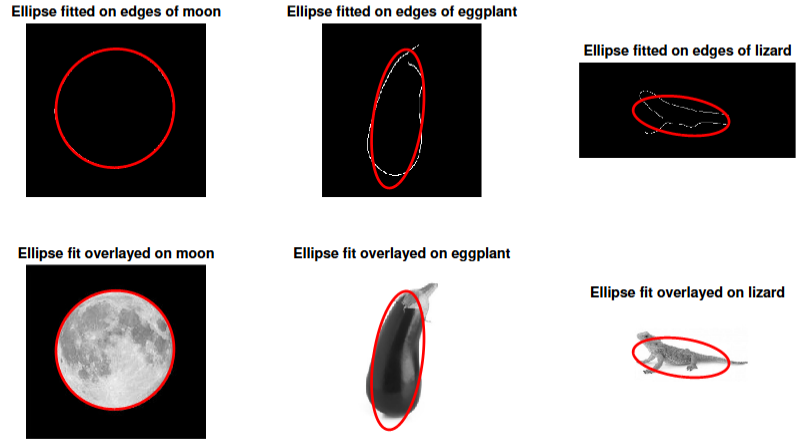 Ellipse fitted on edges of moon
Ellipse fitted on edges of eggplant
Ellipse fitted on edges of lizard
Ellipse fit overlayed on moon
Ellipse fit overlayed on eggplant
Ellipse fit overlayed on lizard